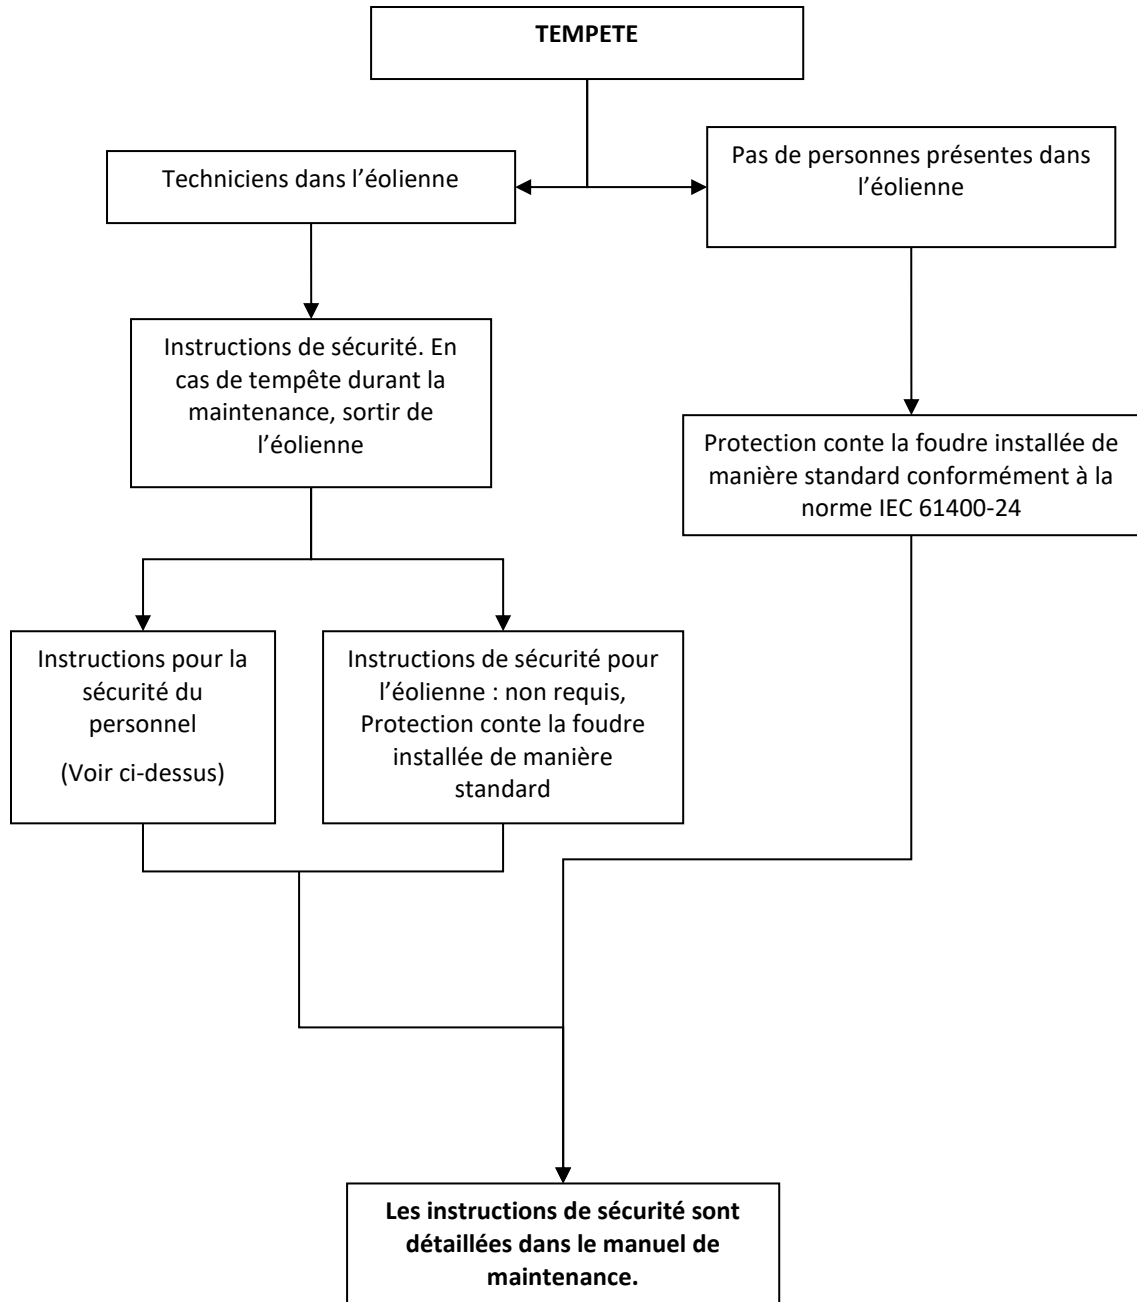 TEMPETE
Techniciens dans l’éolienne
Pas de personnes présentes dans
l’éolienne
Instructions de sécurité. En
cas de tempête durant la
maintenance, sortir de
l’éolienne
Protection conte la foudre installée de
manière standard conformément à la
norme IEC 61400-24
Instructions pour la
sécurité du
personnel
(Voir ci-dessus)
Instructions de sécurité pour
l’éolienne : non requis,
Protection conte la foudre
installée de manière
standard
Les instructions de sécurité sont
détaillées dans le manuel de
maintenance.